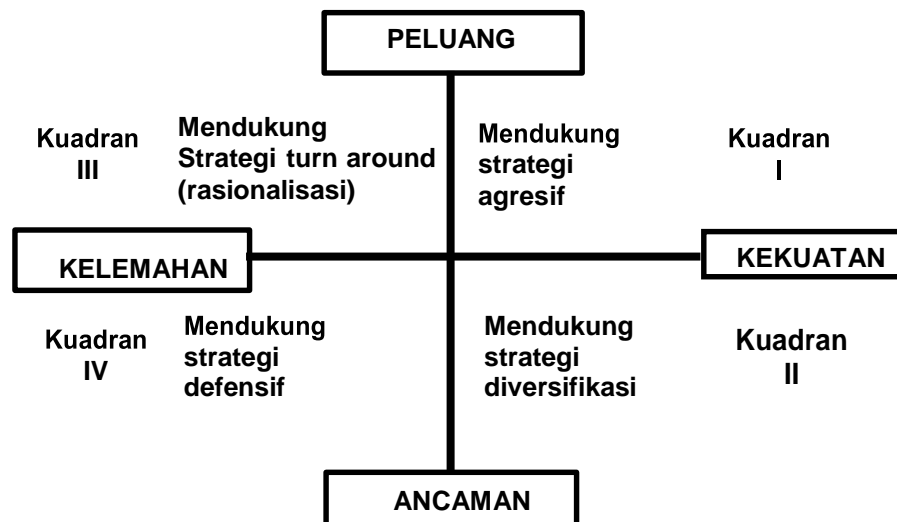 PELUANG
Kuadran
III
Mendukung
Strategi turn around
(rasionalisasi)
Mendukung
strategi
agresif
Kuadran
I
KELEMAHAN
KEKUATAN
Kuadran
IV
Mendukung
strategi
defensif
Mendukung
strategi
diversifikasi
Kuadran
II
ANCAMAN